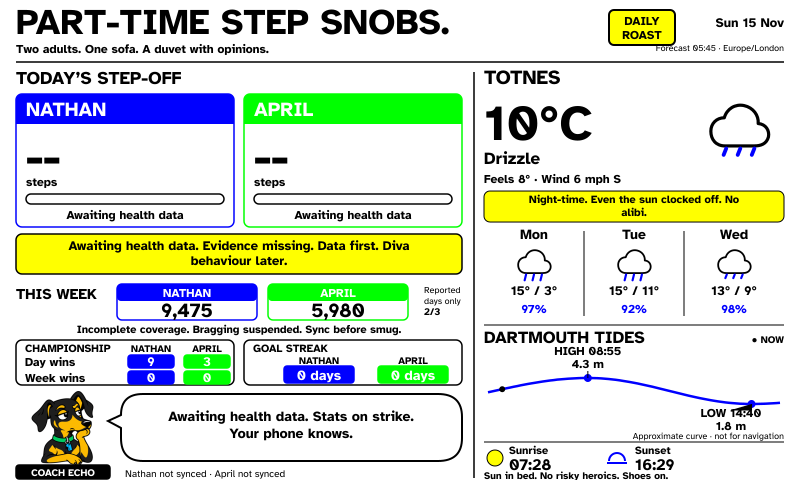 PART-TIME STEP SNOBS.
Two adults. One sofa. A duvet with opinions.
DAILY
ROAST
Sun 15 Nov
Forecast 05:45 · Europe/London
TODAY'S STEP-OFF
NATHAN
--
steps
Awaiting health data
APRIL
--
steps
Awaiting health data
Awaiting health data. Evidence missing. Data first. Diva
behaviour later.
THIS WEEK
NATHAN
9,475
APRIL
5,980
Reported
days only
2/3
Incomplete coverage. Bragging suspended. Sync before smug.
CHAMPIONSHIP NATHAN APRIL
Day wins 9 3
Week wins 0 0
GOAL STREAK
NATHAN APRIL
0 days 0 days
Awaiting health data. Stats on strike.
Your phone knows.
COACH ECHO
Nathan not synced · April not synced
TOTNES
10°C
Drizzle
Feels 8° · Wind 6 mph S
Night-time. Even the sun clocked off. No
alibi.
Mon Tue Wed
15° / 3° 15° / 11° 13° / 9°
97% 92% 98%
DARTMOUTH TIDES
● NOW
HIGH 08:55
4.3 m
LOW 14:40
1.8 m
Approximate curve · not for navigation
Sunrise
07:28
Sunset
16:29
Sun in bed. No risky heroics. Shoes on.